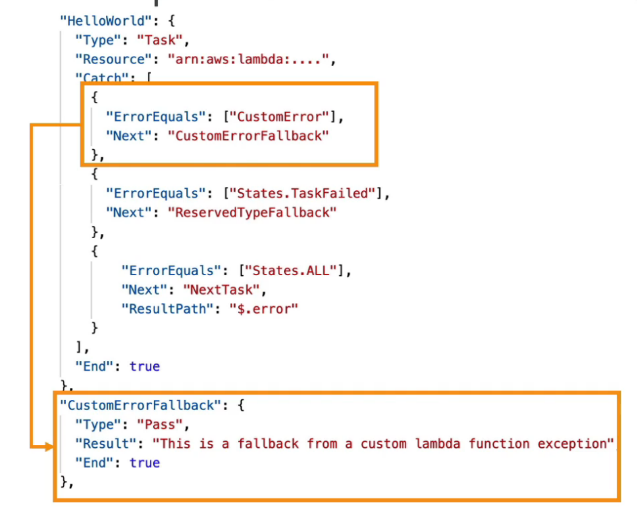 "HelloWorld": {
"Type": "Task",
"Resource": "arn:aws:lambda:....",
"Catch": [
{
"ErrorEquals": ["CustomError"],
"Next": "CustomErrorFallback"
},
{
"ErrorEquals": ["States.TaskFailed"],
"Next": "ReservedTypeFallback"
},
{
"ErrorEquals": ["States.ALL"],
"Next": "NextTask",
"ResultPath": "$.error"
}
],
"End": true
},
"CustomErrorFallback": {
"Type": "Pass",
"Result": "This is a fallback from a custom lambda function exception"
"End": true
},